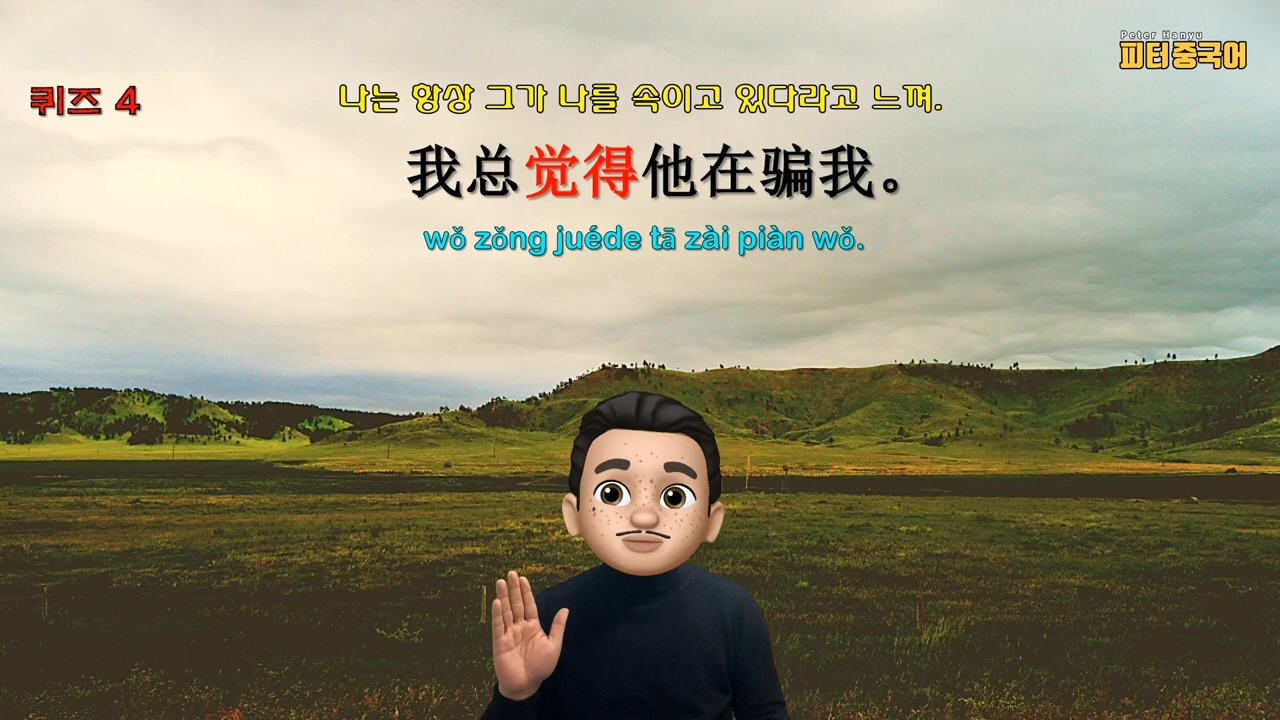 Peter Hanyu
피터중국어
퀴즈 4
나는 항상 그가 나를 속이고 있다라고 느껴.
我总觉得他在骗我。
wǒ zǒng juéde tā zài piàn wǒ.